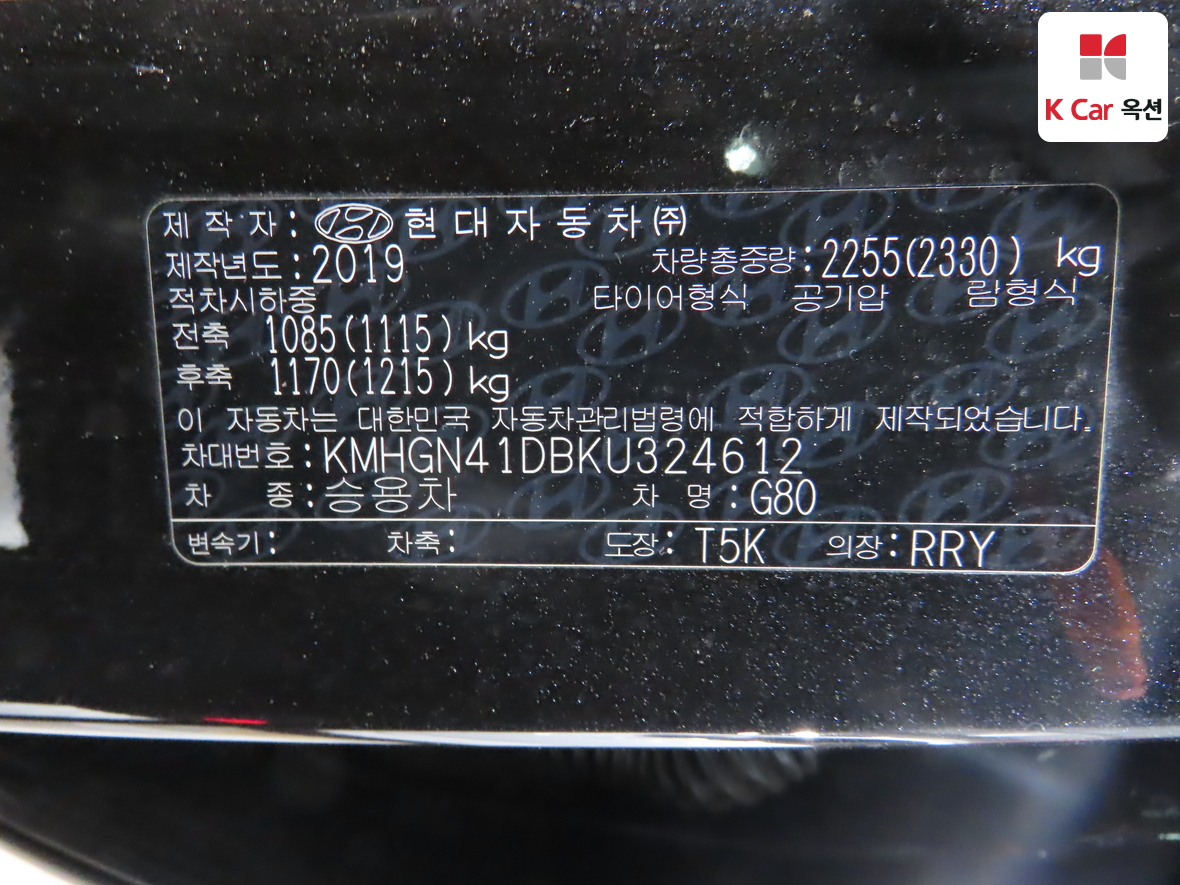 K Car 옥션
제 작 자 : 현 대 자 동 차 ㈜
제작년도 : 2019 차량총중량 : 2255(2330) kg
적차시하중 타이어형식 공기압 림형식
전축 1085(1115) kg
후축 1170(1215) kg
이 자동차는 대한민국 자동차관리법령에 적합하게 제작되었습니다.
차대번호 : KMHGN41DBKU324612
차 종 : 승용차 차 명 : G80
변속기 : 차축 : 도장 : T5K 의장 : RRY